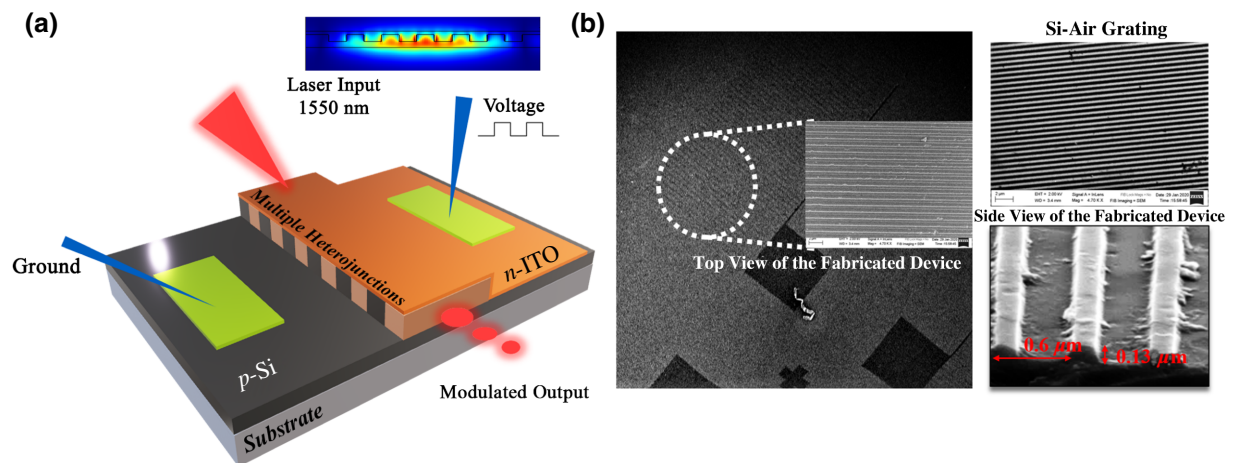 (a)
Laser Input
1550 nm
Voltage
Multiple Heterojunctions
n-ITO
Ground
p-Si
Modulated Output
Substrate
(b)
Si-Air Grating
Top View of the Fabricated Device
Side View of the Fabricated Device
0.6 μm
0.13 μm